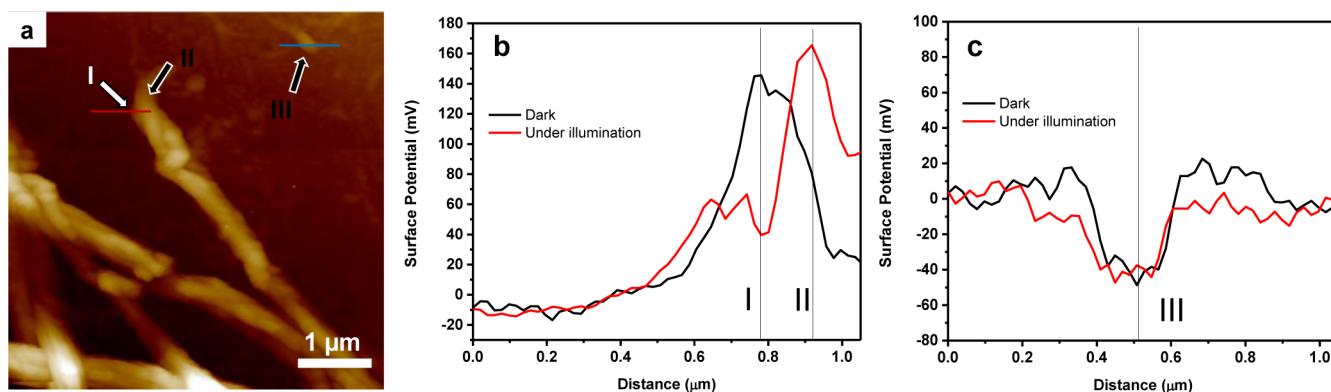 a
I
II
III
1 μm
b
Dark
Under illumination
Surface Potential (mV)
180
160
140
120
100
80
60
40
20
0
-20
I
II
0.0
0.2
0.4
0.6
0.8
1.0
Distance (μm)
c
Dark
Under illumination
Surface Potential (mV)
100
80
60
40
20
0
-20
-40
-60
-80
III
0.0
0.2
0.4
0.6
0.8
1.0
Distance (μm)